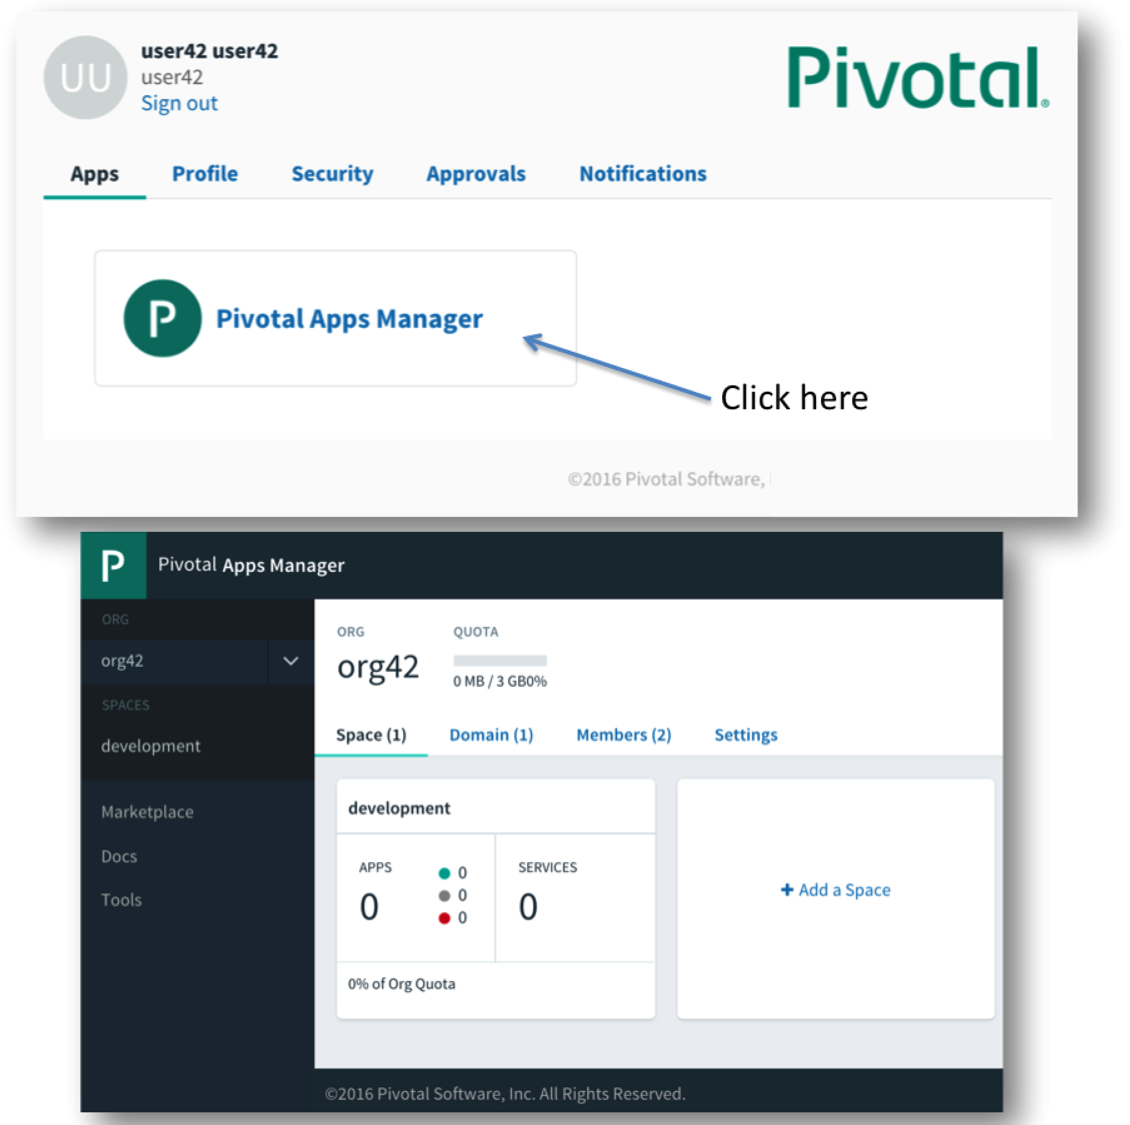 UU
user42 user42
user42
Sign out
Pivotal®
Apps Profile Security Approvals Notifications
P Pivotal Apps Manager
Click here
©2016 Pivotal Software,
P Pivotal Apps Manager
ORG
org42
SPACES
development
Marketplace
Docs
Tools
ORG QUOTA
org42 0 MB / 3 GB0%
Space (1) Domain (1) Members (2) Settings
development
APPS
0
0
0
0
SERVICES
0
0% of Org Quota
+ Add a Space
©2016 Pivotal Software, Inc. All Rights Reserved.